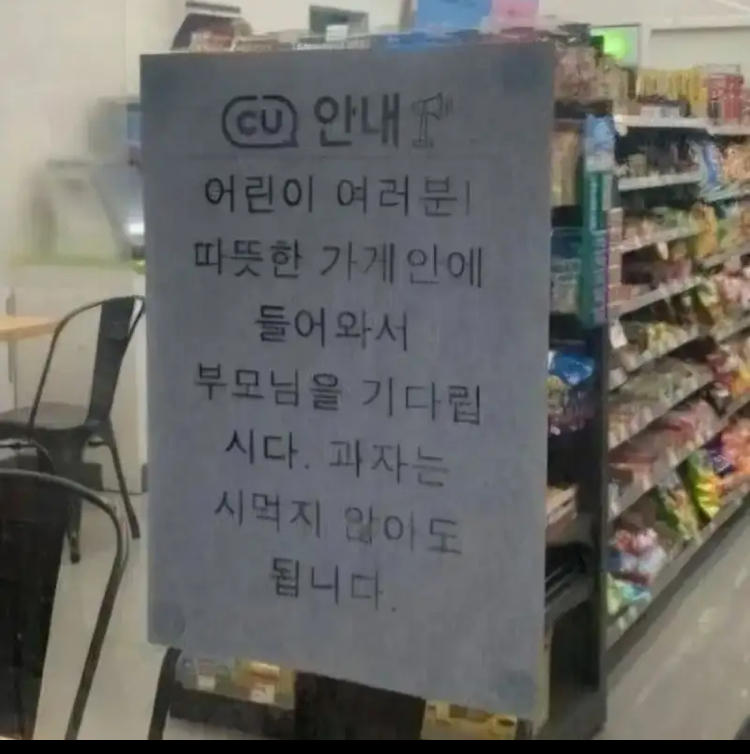 CU 안내
어린이 여러분!
따뜻한 가게안에
들어와서
부모님을 기다립
시다. 과자는
시먹지 않아도
됩니다.